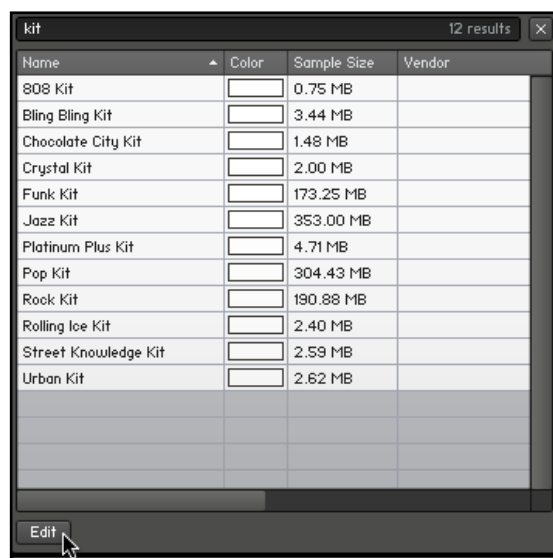 kit 12 results
Name Color Sample Size Vendor
808 Kit 0.75 MB
Bling Bling Kit 3.44 MB
Chocolate City Kit 1.48 MB
Crystal Kit 2.00 MB
Funk Kit 173.25 MB
Jazz Kit 353.00 MB
Platinum Plus Kit 4.71 MB
Pop Kit 304.43 MB
Rock Kit 190.88 MB
Rolling Ice Kit 2.40 MB
Street Knowledge Kit 2.59 MB
Urban Kit 2.62 MB
Edit